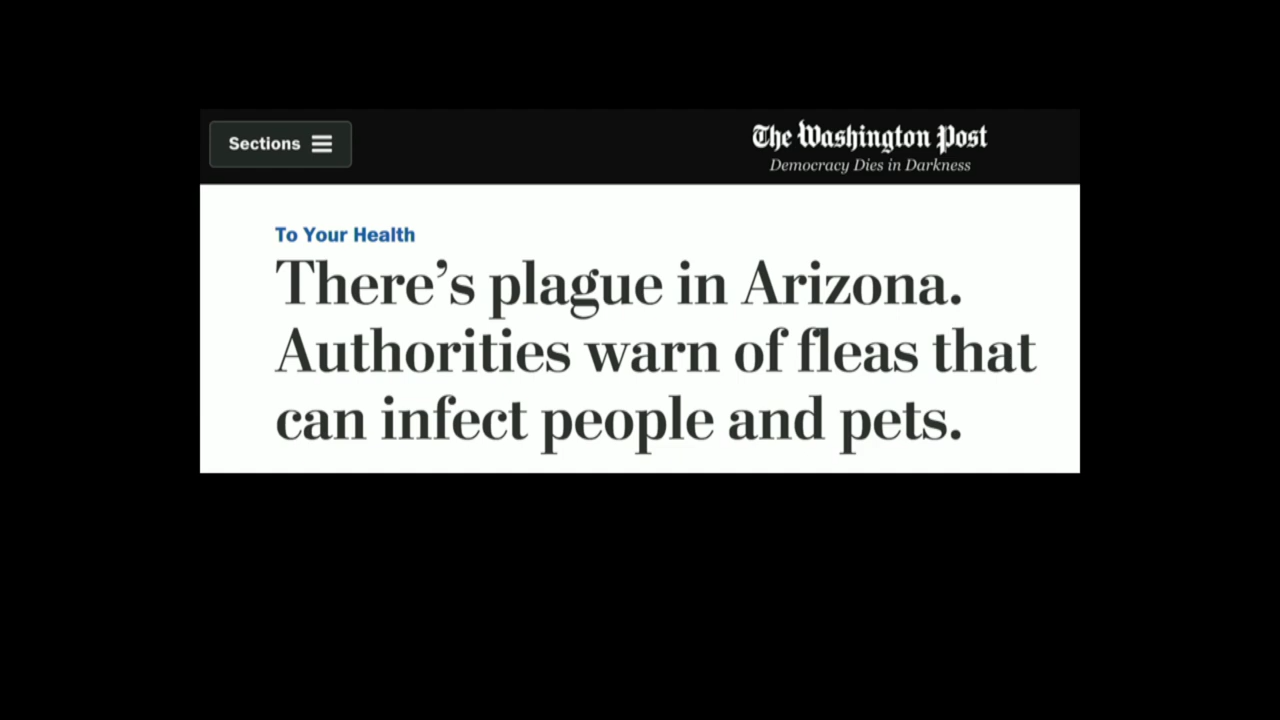 Sections
The Washington Post
Democracy Dies in Darkness
To Your Health
There’s plague in Arizona.
Authorities warn of fleas that
can infect people and pets.